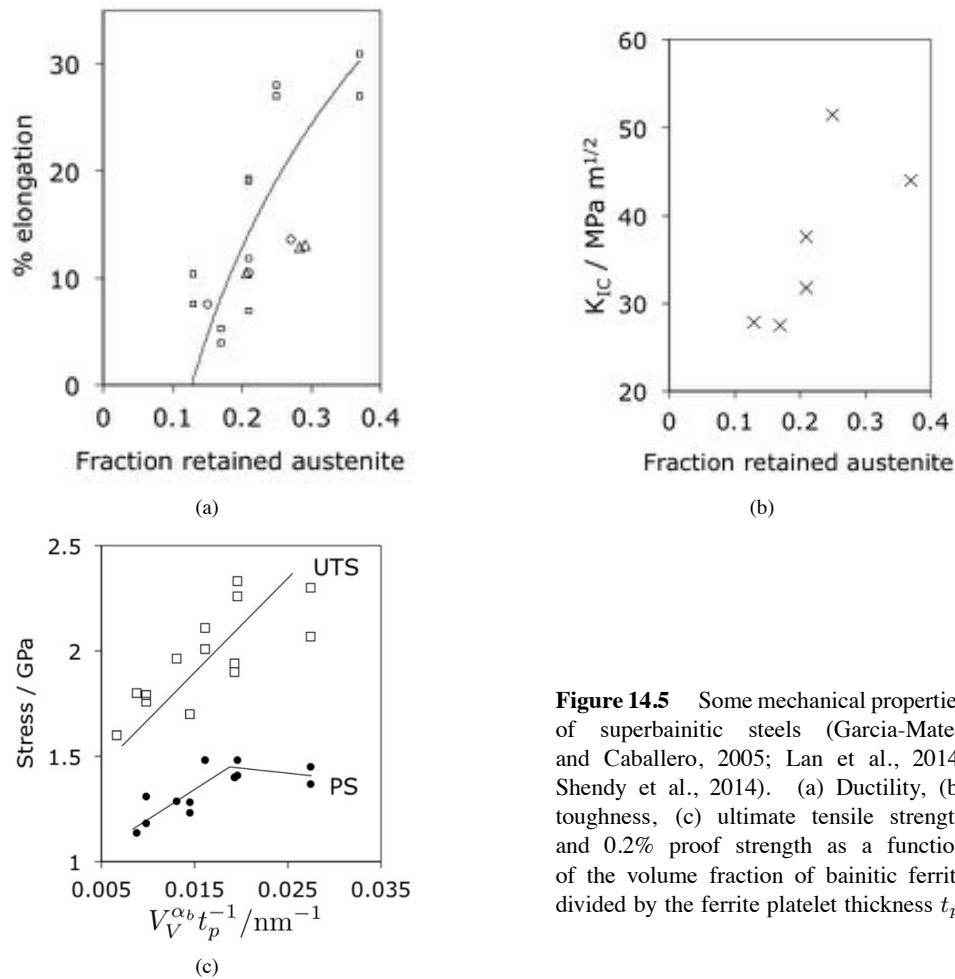 30
20
10
0
% elongation
0 0.1 0.2 0.3 0.4
Fraction retained austenite
(a)
60
50
40
30
20
K_IC / MPa m^1/2
0 0.1 0.2 0.3 0.4
Fraction retained austenite
(b)
2.5
2
1.5
1
Stress / GPa
UTS
PS
0.005 0.015 0.025 0.035
V_V^α_b t_p^-1/nm^-1
(c)
Figure 14.5 Some mechanical propertie
of superbainitic steels (Garcia-Mate
and Caballero, 2005; Lan et al., 2014
Shendy et al., 2014). (a) Ductility, (b
toughness, (c) ultimate tensile strengt
and 0.2% proof strength as a functio
of the volume fraction of bainitic ferrit
divided by the ferrite platelet thickness t_p